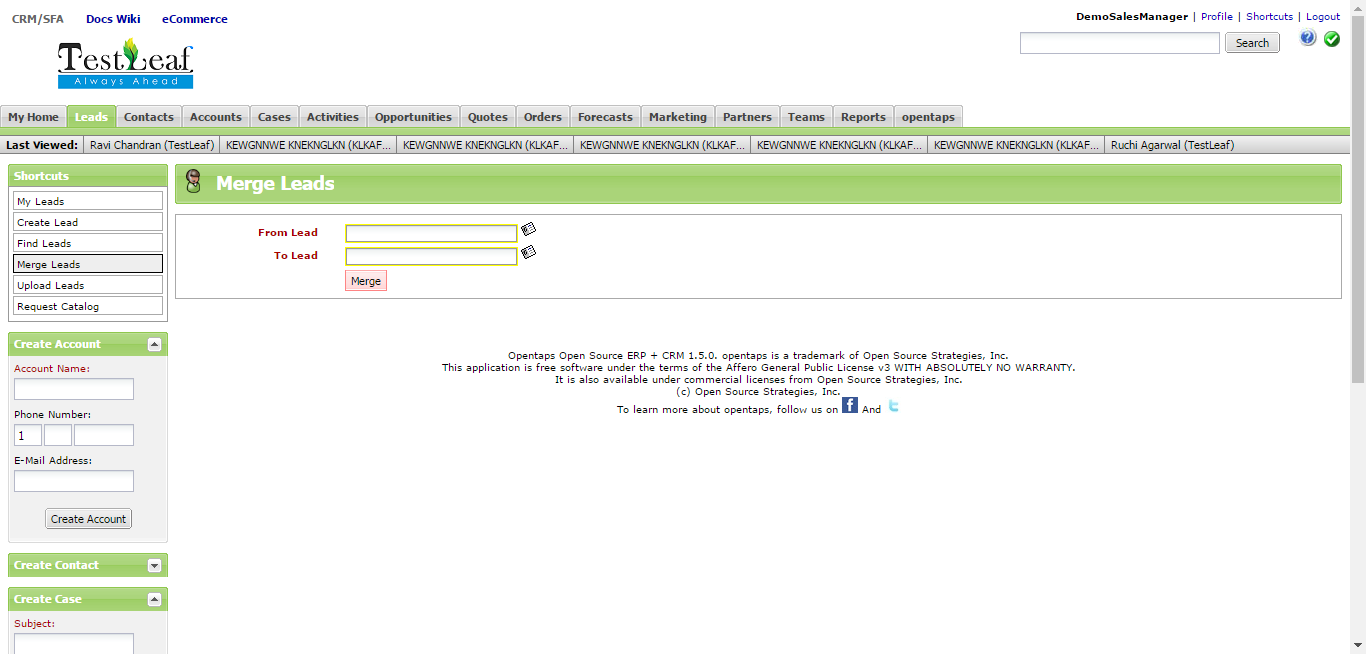 CRM/SFA Docs Wiki eCommerce
DemoSalesManager | Profile | Shortcuts | Logout
TestLeaf
Always Ahead
Search
My Home Leads Contacts Accounts Cases Activities Opportunities Quotes Orders Forecasts Marketing Partners Teams Reports opentaps
Last Viewed: Ravi Chandran (TestLeaf) KEWGNNWE KNEKNGLKN (KLKAF... KEWGNNWE KNEKNGLKN (KLKAF... KEWGNNWE KNEKNGLKN (KLKAF... KEWGNNWE KNEKNGLKN (KLKAF... KEWGNNWE KNEKNGLKN (KLKAF... Ruchi Agarwal (TestLeaf)
Shortcuts
My Leads
Create Lead
Find Leads
Merge Leads
Upload Leads
Request Catalog
Create Account
Account Name:
Phone Number:
1
E-Mail Address:
Create Account
Create Contact
Create Case
Subject:
Merge Leads
From Lead
To Lead
Merge
Opentaps Open Source ERP + CRM 1.5.0. opentaps is a trademark of Open Source Strategies, Inc.
This application is free software under the terms of the Affero General Public License v3 WITH ABSOLUTELY NO WARRANTY.
It is also available under commercial licenses from Open Source Strategies, Inc.
(c) Open Source Strategies, Inc.
To learn more about opentaps, follow us on f And t